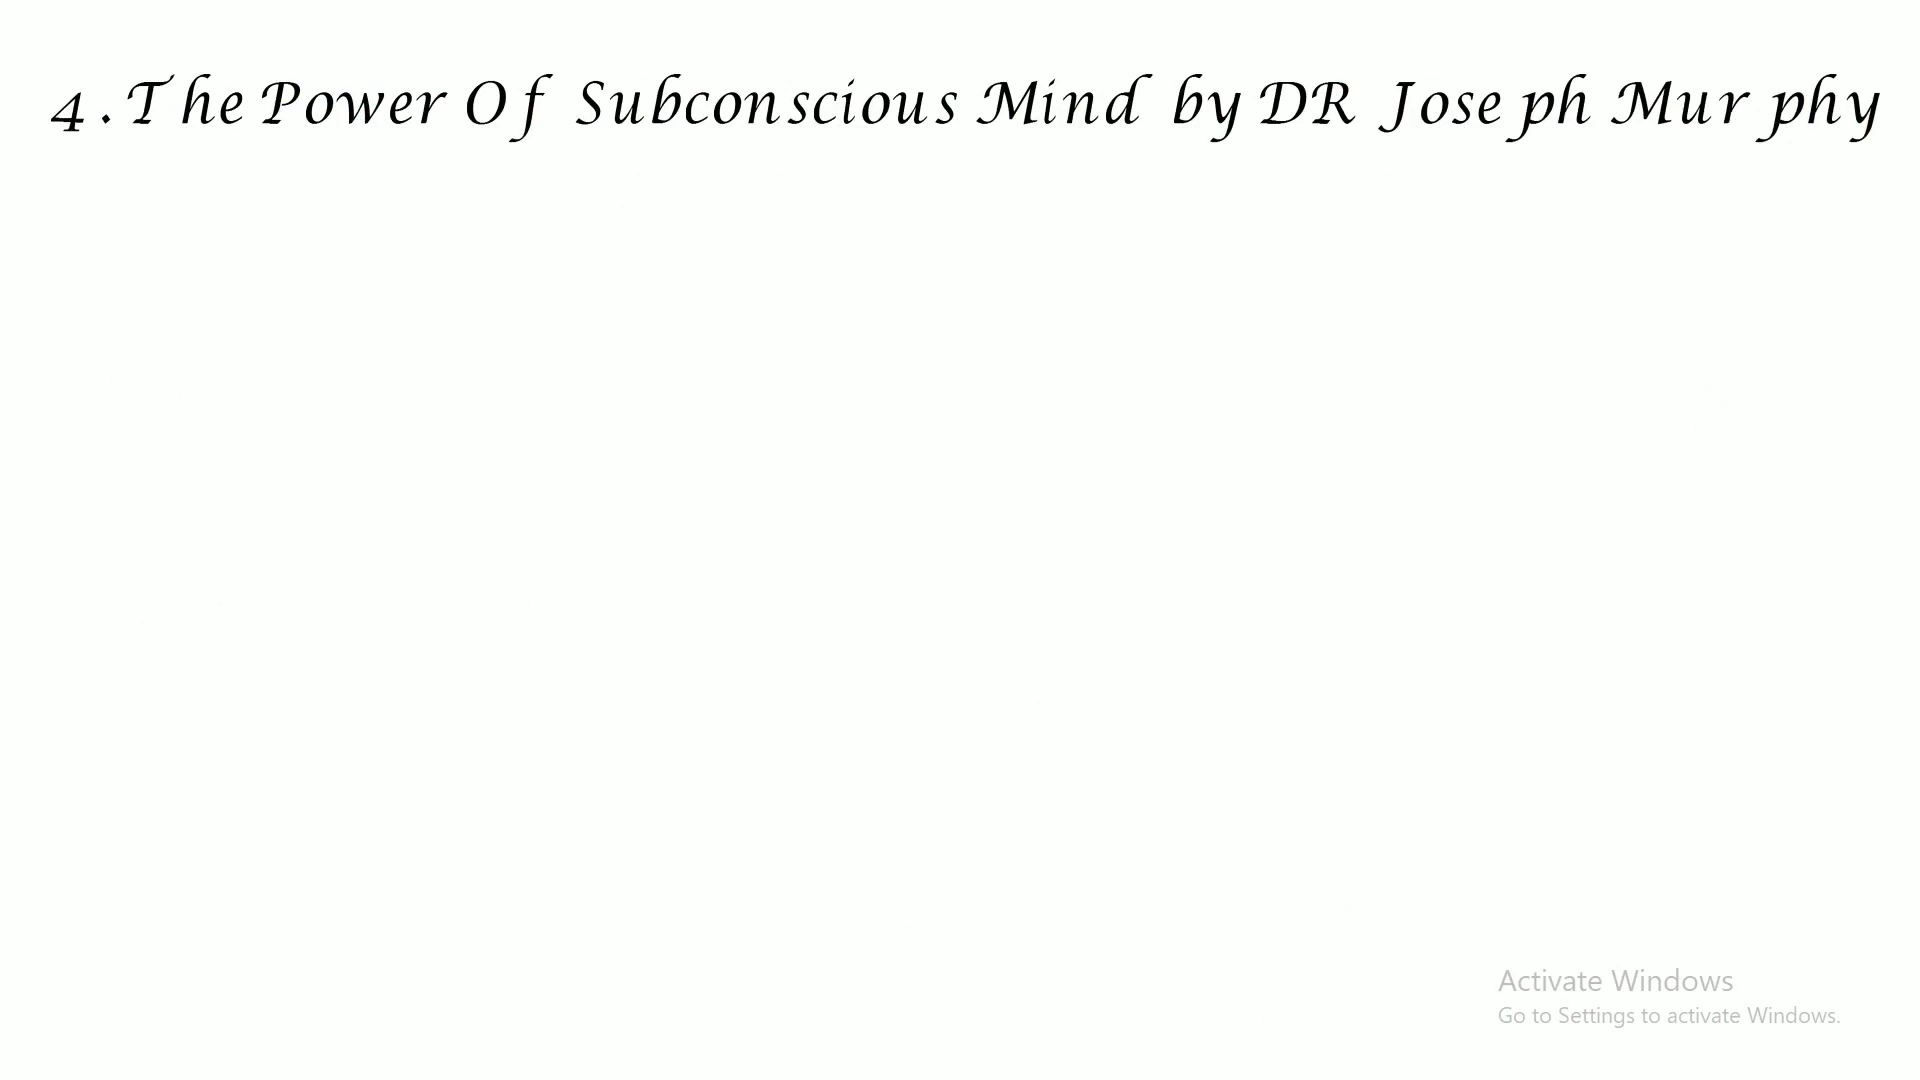 4.The Power Of Subconscious Mind by DR Joseph Murphy
Activate Windows
Go to Settings to activate Windows.